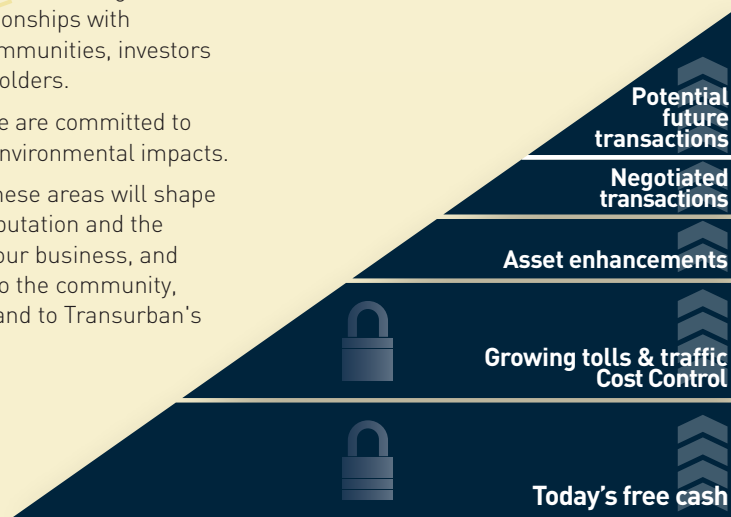 onships with
mmunities, investors
olders.
e are committed to
nvironmental impacts.
hese areas will shape
putation and the
our business, and
o the community,
and to Transurban's
Potential
future
transactions
Negotiated
transactions
Asset enhancements
Growing tolls & traffic
Cost Control
Today's free cash